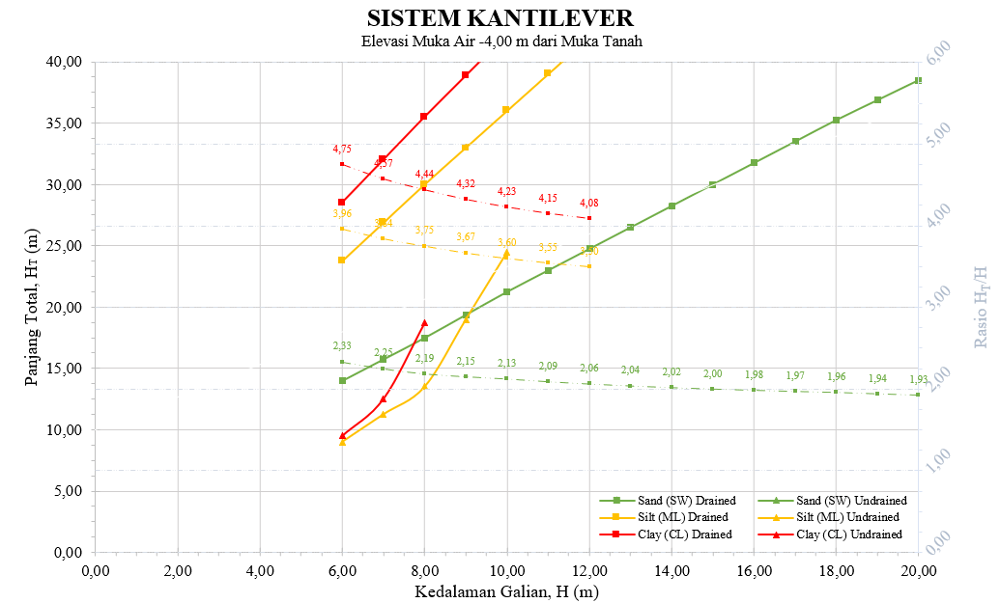 SISTEM KANTILEVER
Elevasi Muka Air -4,00 m dari Muka Tanah
Panjang Total, HT (m)
40,00
35,00
30,00
25,00
20,00
15,00
10,00
5,00
0,00
6,00
5,00
4,00
3,00
2,00
1,00
0,00
Rasio HT/H
4,75 4,57 4,44 4,32 4,23 4,15 4,08
3,96 3,75 3,67 3,60 3,55
2,33 2,25 2,19 2,15 2,13 2,09 2,06 2,04 2,02 2,00 1,98 1,97 1,96 1,94 1,93
Sand (SW) Drained Sand (SW) Undrained
Silt (ML) Drained Silt (ML) Undrained
Clay (CL) Drained Clay (CL) Undrained
0,00 2,00 4,00 6,00 8,00 10,00 12,00 14,00 16,00 18,00 20,00
Kedalaman Galian, H (m)